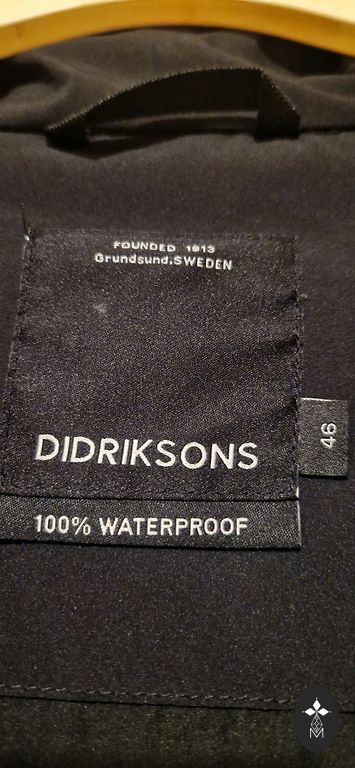 FOUNDED 1913
Grundsund.SWEDEN
DIDRIKSONS
46
100% WATERPROOF
M